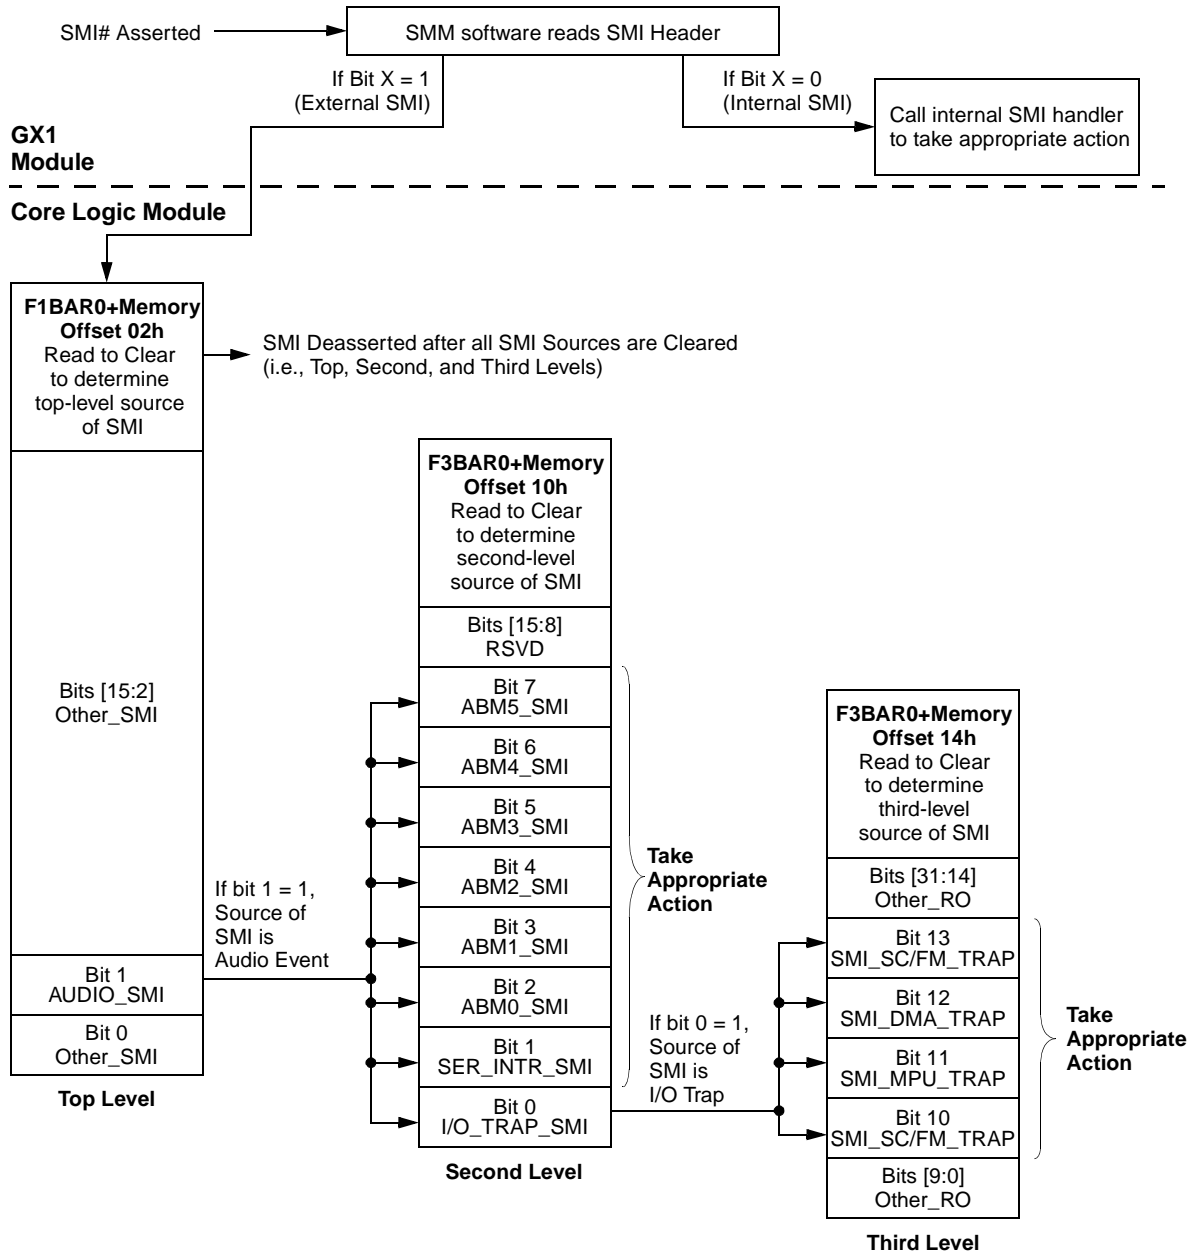 SMI# Asserted
SMM software reads SMI Header
If Bit X = 1
(External SMI)
If Bit X = 0
(Internal SMI)
Call internal SMI handler
to take appropriate action
GX1
Module
Core Logic Module
F1BAR0+Memory
Offset 02h
Read to Clear
to determine
top-level source
of SMI
SMI Deasserted after all SMI Sources are Cleared
(i.e., Top, Second, and Third Levels)
Bits [15:2]
Other_SMI
Bit 1
AUDIO_SMI
Bit 0
Other_SMI
Top Level
If bit 1 = 1,
Source of
SMI is
Audio Event
F3BAR0+Memory
Offset 10h
Read to Clear
to determine
second-level
source of SMI
Bits [15:8]
RSVD
Bit 7
ABM5_SMI
Bit 6
ABM4_SMI
Bit 5
ABM3_SMI
Bit 4
ABM2_SMI
Bit 3
ABM1_SMI
Bit 2
ABM0_SMI
Bit 1
SER_INTR_SMI
Bit 0
I/O_TRAP_SMI
Second Level
Take
Appropriate
Action
If bit 0 = 1,
Source of
SMI is
I/O Trap
F3BAR0+Memory
Offset 14h
Read to Clear
to determine
third-level
source of SMI
Bits [31:14]
Other_RO
Bit 13
SMI_SC/FM_TRAP
Bit 12
SMI_DMA_TRAP
Bit 11
SMI_MPU_TRAP
Bit 10
SMI_SC/FM_TRAP
Bits [9:0]
Other_RO
Third Level
Take
Appropriate
Action